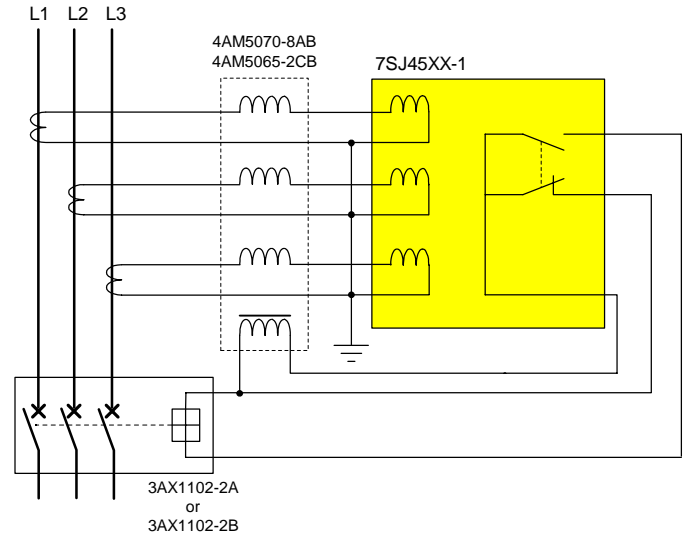 L1 L2 L3
4AM5070-8AB
4AM5065-2CB
7SJ45XX-1
3AX1102-2A
or
3AX1102-2B